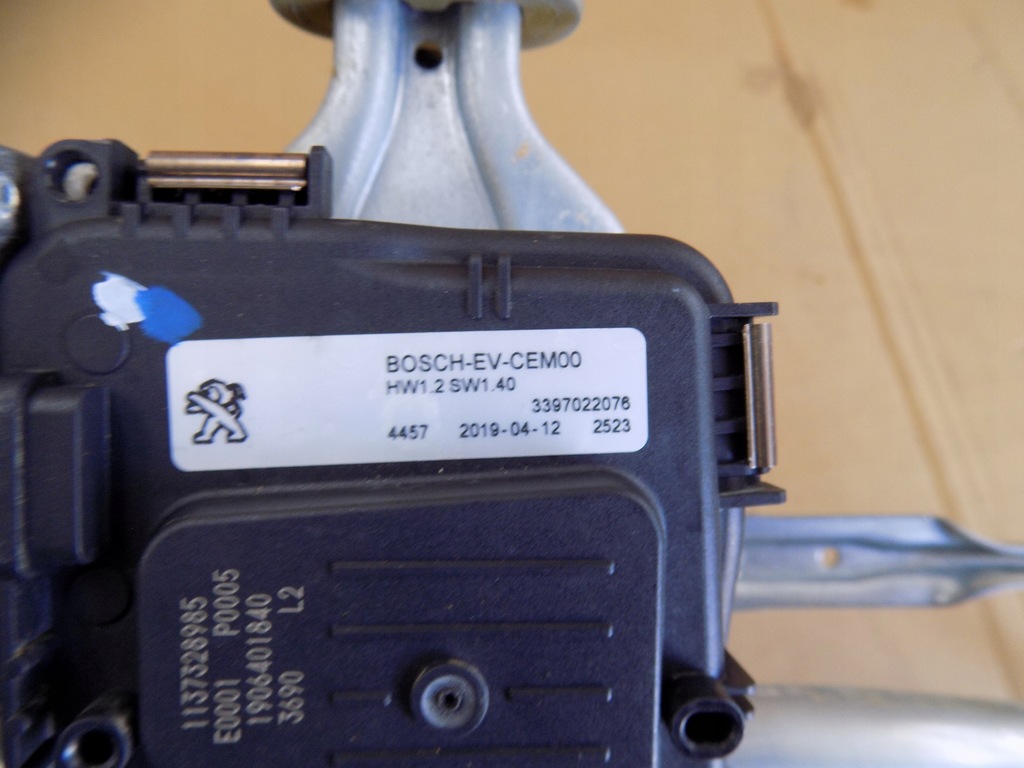 BOSCH-EV-CEM00
HW1.2 SW1.40
3397022076
4457 2019-04-12 2523
1137328985
E0001 P0005
1906401840
3690 L2